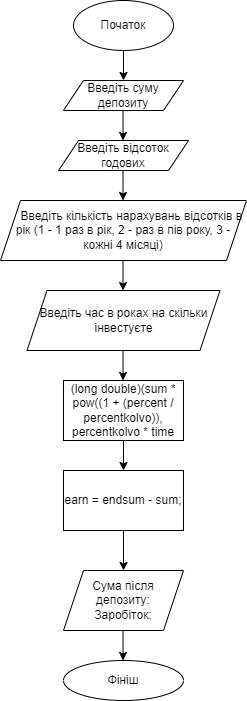 Початок
Введіть суму
депозиту
Введіть відсоток
годових
Введіть кількість нарахувань відсотків в
рік (1 - 1 раз в рік, 2 - раз в пів року, 3 -
кожні 4 місяці)
Введіть час в роках на скільки
інвестуєте
(long double)(sum *
pow((1 + (percent /
percentkolvo)),
percentkolvo * time
earn = endsum - sum;
Сума після
депозиту:
Заробіток:
Фініш